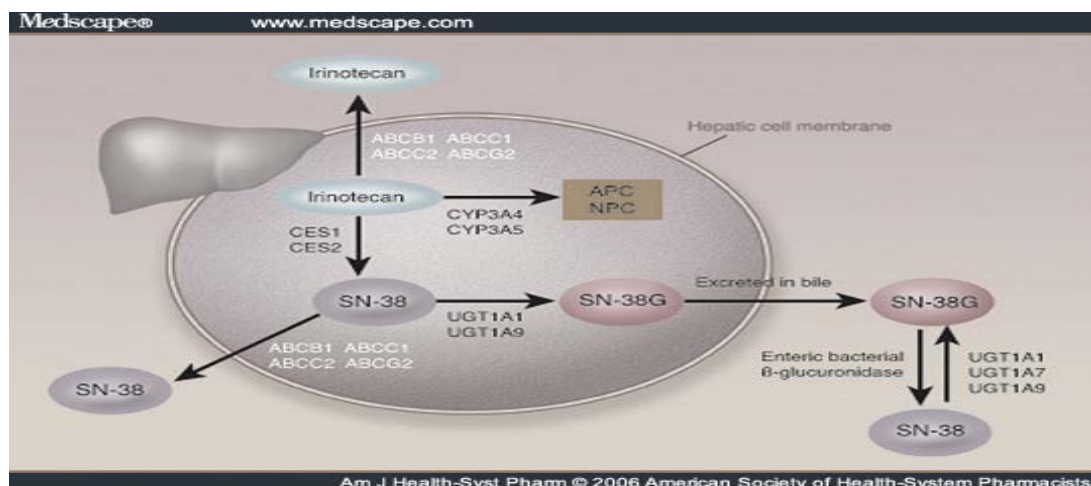 Medscape® www.medscape.com
Irinotecan
ABCB1 ABCC1
ABCC2 ABCG2
Hepatic cell membrane
Irinotecan
APC
NPC
CYP3A4
CYP3A5
CES1
CES2
SN-38
UGT1A1
UGT1A9
SN-38G
Excreted in bile
SN-38G
ABCB1 ABCC1
ABCC2 ABCG2
SN-38
Enteric bacterial
ß-glucuronidase
UGT1A1
UGT1A7
UGT1A9
SN-38
Am J Health-Syst Pharm © 2006 American Society of Health-System Pharmacists